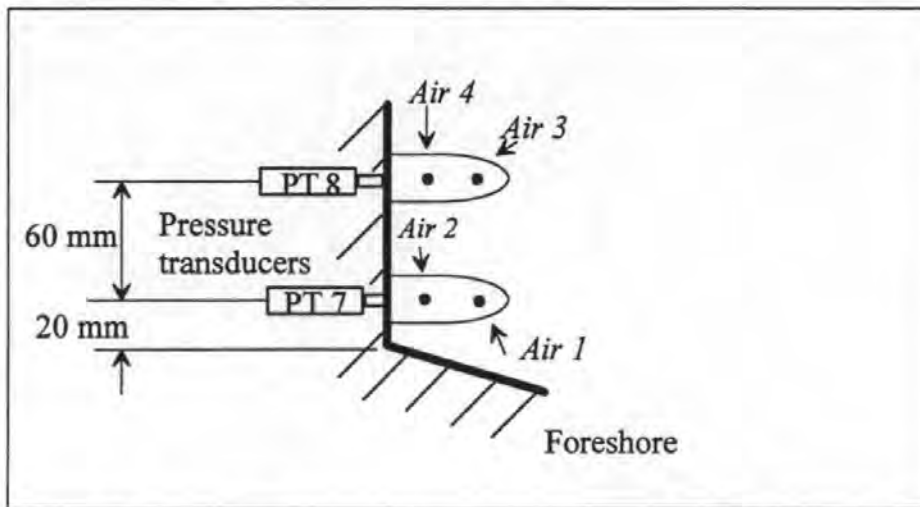 Air 4
Air 3
PT 8
60 mm
Pressure
transducers
Air 2
PT 7
20 mm
Air 1
Foreshore